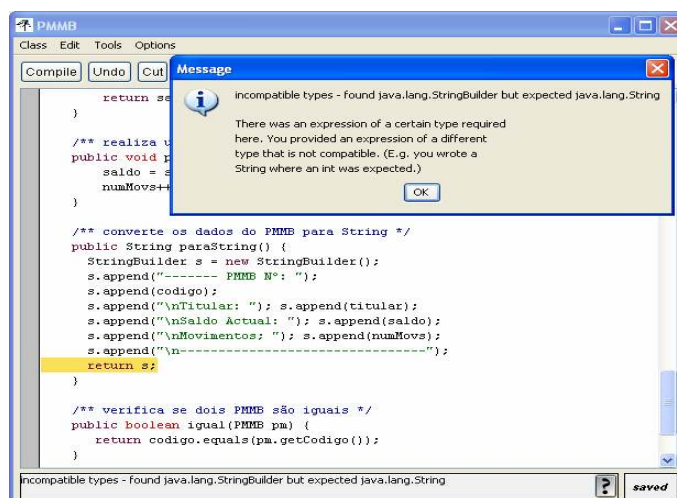 PMMB
Class Edit Tools Options
Compile Undo Cut
Message
incompatible types - found java.lang.StringBuilder but expected java.lang.String
There was an expression of a certain type required
here. You provided an expression of a different
type that is not compatible. (E.g. you wrote a
String where an int was expected.)
OK
return sa
}
/** realiza u
public void p
saldo = s
numMovs++
}
/** converte os dados do PMMB para String */
public String paraString() {
StringBuilder s = new StringBuilder();
s.append("------- PMMB Nº: ");
s.append(codigo);
s.append("\nTitular: "); s.append(titular);
s.append("\nSaldo Actual: "); s.append(saldo);
s.append("\nMovimentos; "); s.append(numMovs);
s.append("\n-------------------------------");
return s;
}
/** verifica se dois PMMB são iguais */
public boolean igual(PMMB pm) {
return codigo.equals(pm.getCodigo());
}
incompatible types - found java.lang.StringBuilder but expected java.lang.String
?
saved